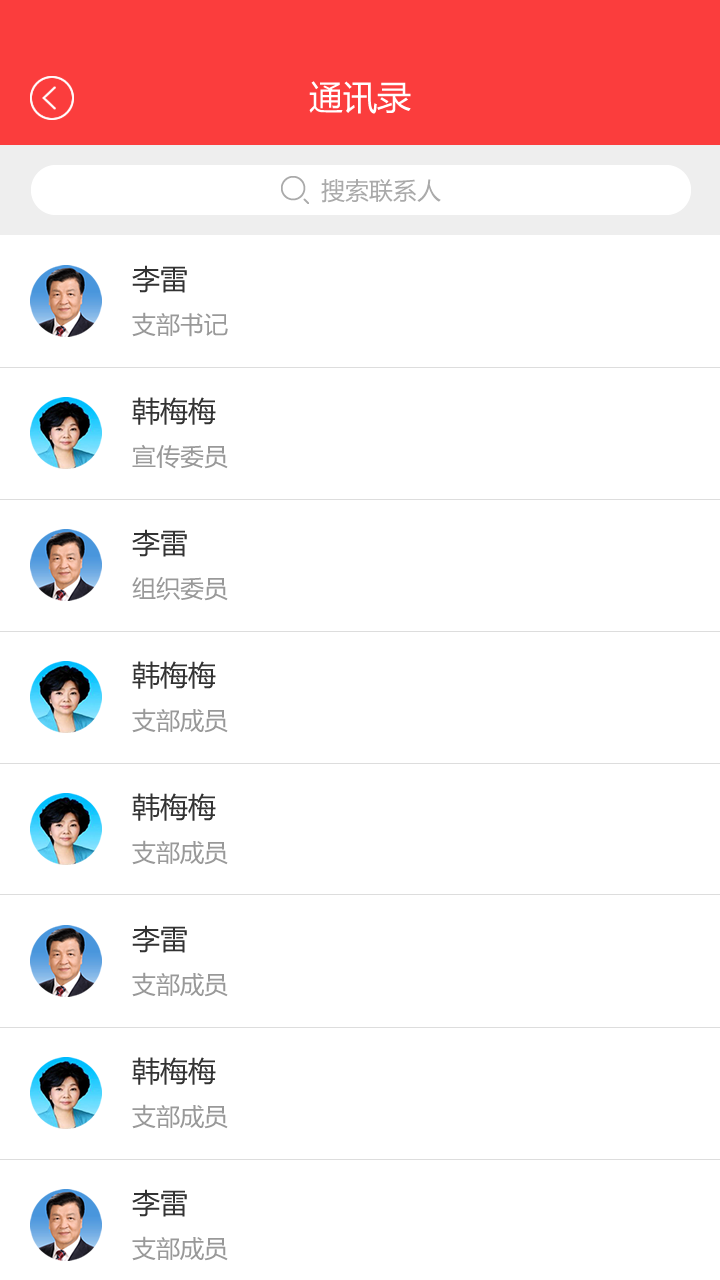 通讯录
搜索联系人
李雷
支部书记
韩梅梅
宣传委员
李雷
组织委员
韩梅梅
支部成员
韩梅梅
支部成员
李雷
支部成员
韩梅梅
支部成员
李雷
支部成员